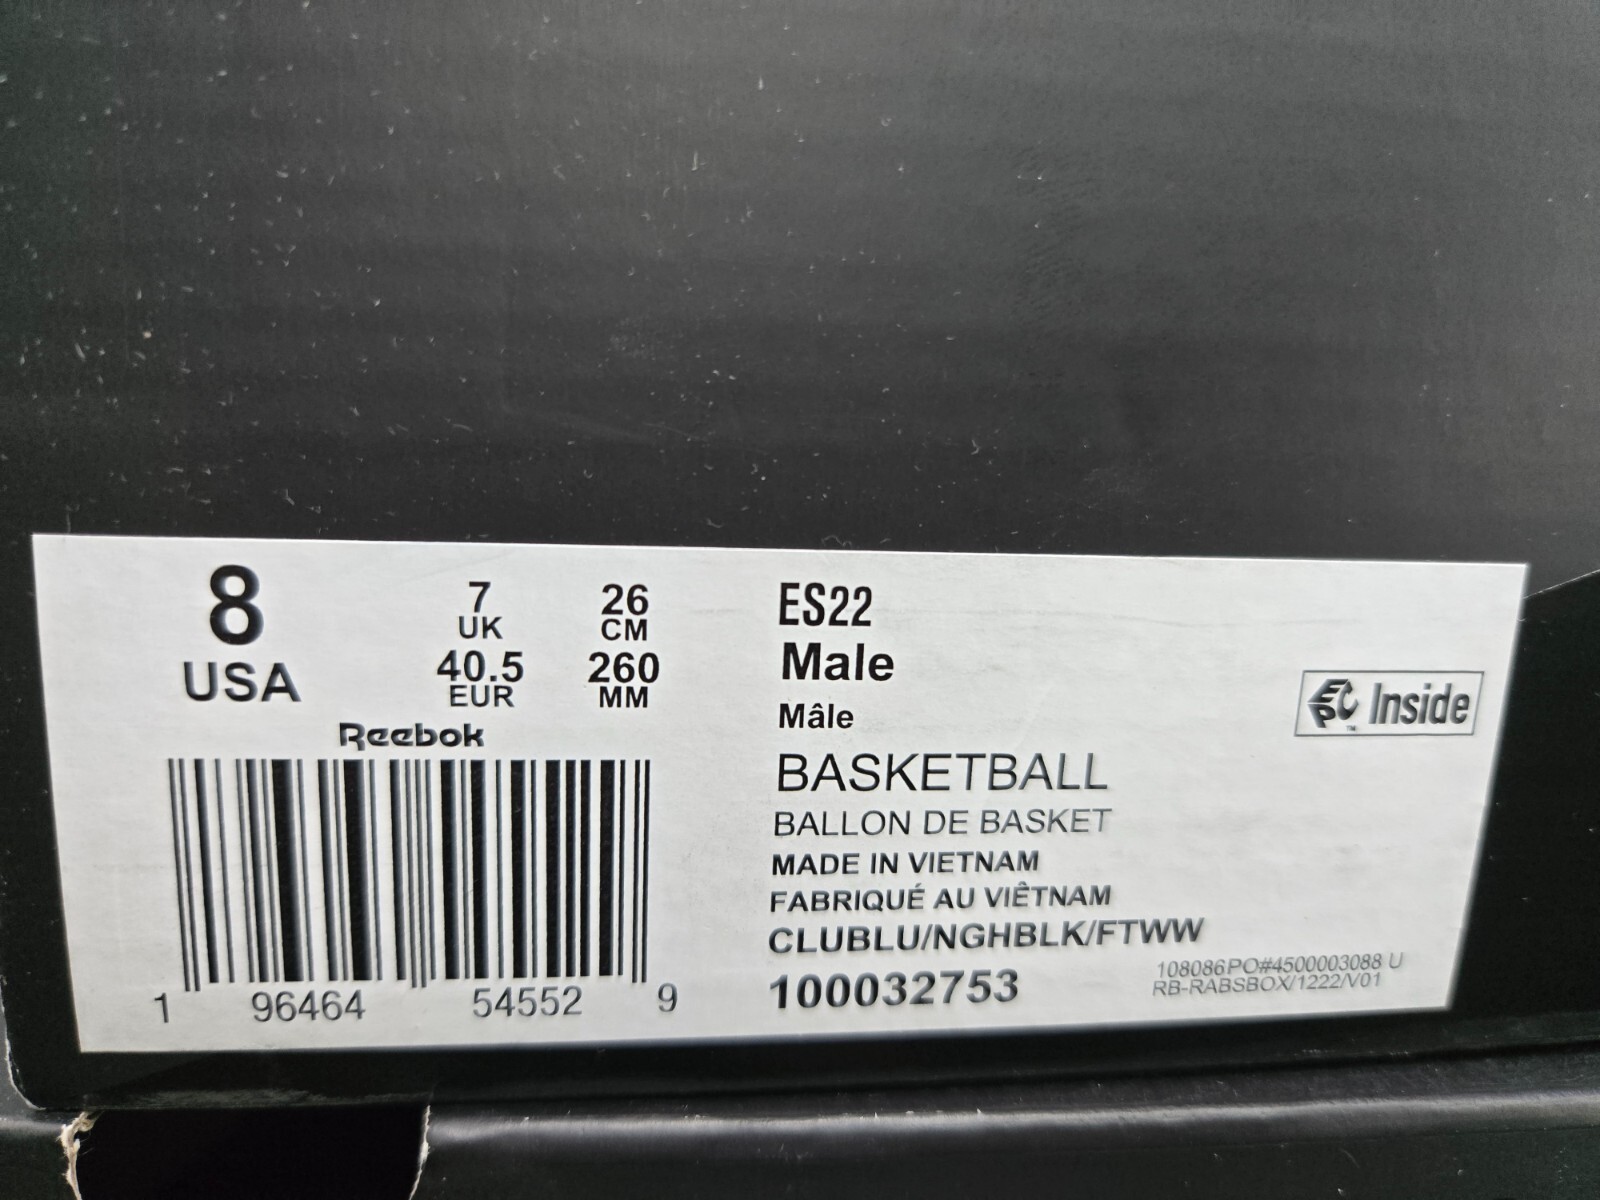 8
USA
7
UK
40.5
EUR
26
CM
260
MM
Reebok
1 96464 54552 9
ES22
Male
Mâle
BASKETBALL
BALLON DE BASKET
MADE IN VIETNAM
FABRIQUÉ AU VIÊTNAM
CLUBLU/NGHBLK/FTWW
100032753
EPC Inside
TM
108086PO#4500003088 U
RB-RABSBOX/1222/V01